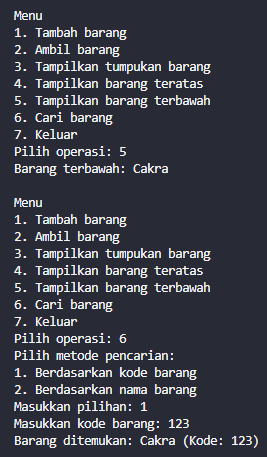 Menu
1. Tambah barang
2. Ambil barang
3. Tampilkan tumpukan barang
4. Tampilkan barang teratas
5. Tampilkan barang terbawah
6. Cari barang
7. Keluar
Pilih operasi: 5
Barang terbawah: Cakra

Menu
1. Tambah barang
2. Ambil barang
3. Tampilkan tumpukan barang
4. Tampilkan barang teratas
5. Tampilkan barang terbawah
6. Cari barang
7. Keluar
Pilih operasi: 6
Pilih metode pencarian:
1. Berdasarkan kode barang
2. Berdasarkan nama barang
Masukkan pilihan: 1
Masukkan kode barang: 123
Barang ditemukan: Cakra (Kode: 123)